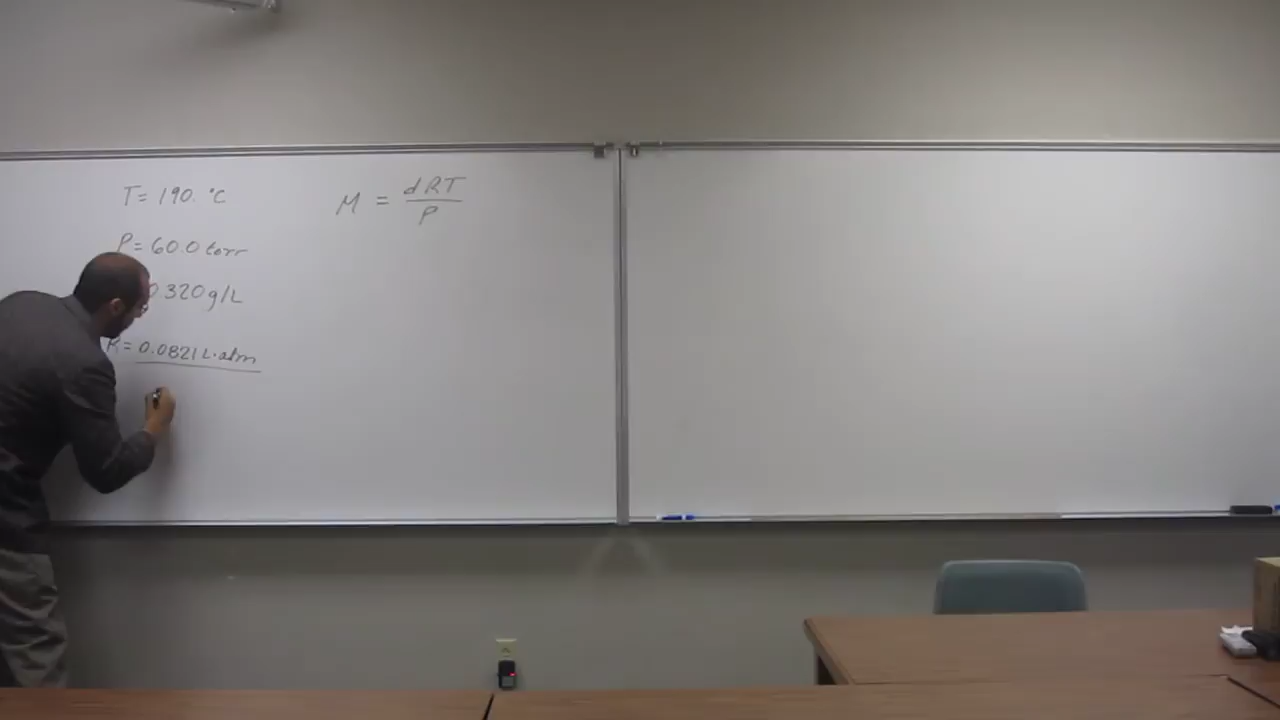 T = 190. °C
P = 60.0 torr
0.320 g/L
R = 0.0821 L·atm
M = dRT
P